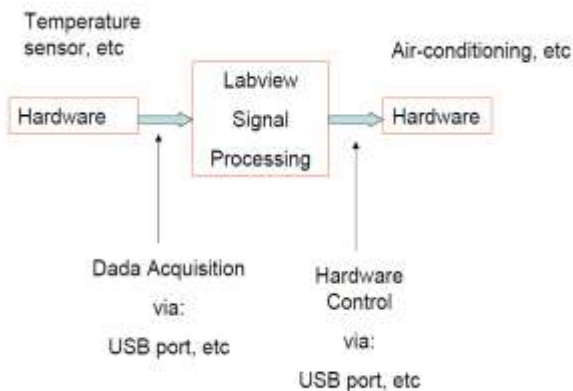 Temperature
sensor, etc
Air-conditioning, etc
Hardware
Labview
Signal
Processing
Hardware
Dada Acquisition
via:
USB port, etc
Hardware
Control
via:
USB port, etc